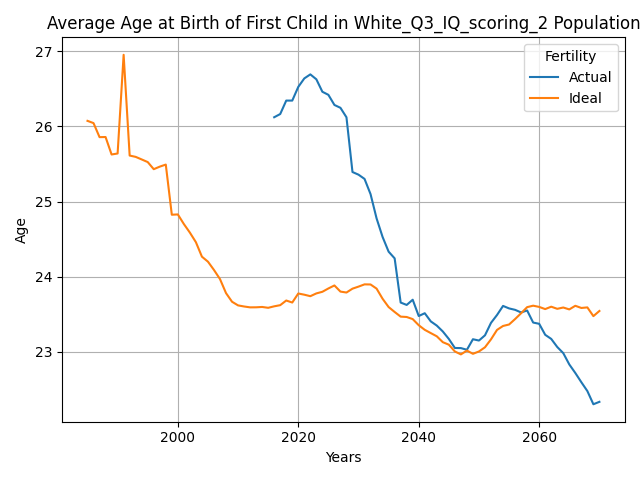 Average Age at Birth of First Child in White_Q3_IQ_scoring_2 Population
Fertility
Actual
Ideal
27
26
25
24
23
Age
2000
2020
2040
2060
Years